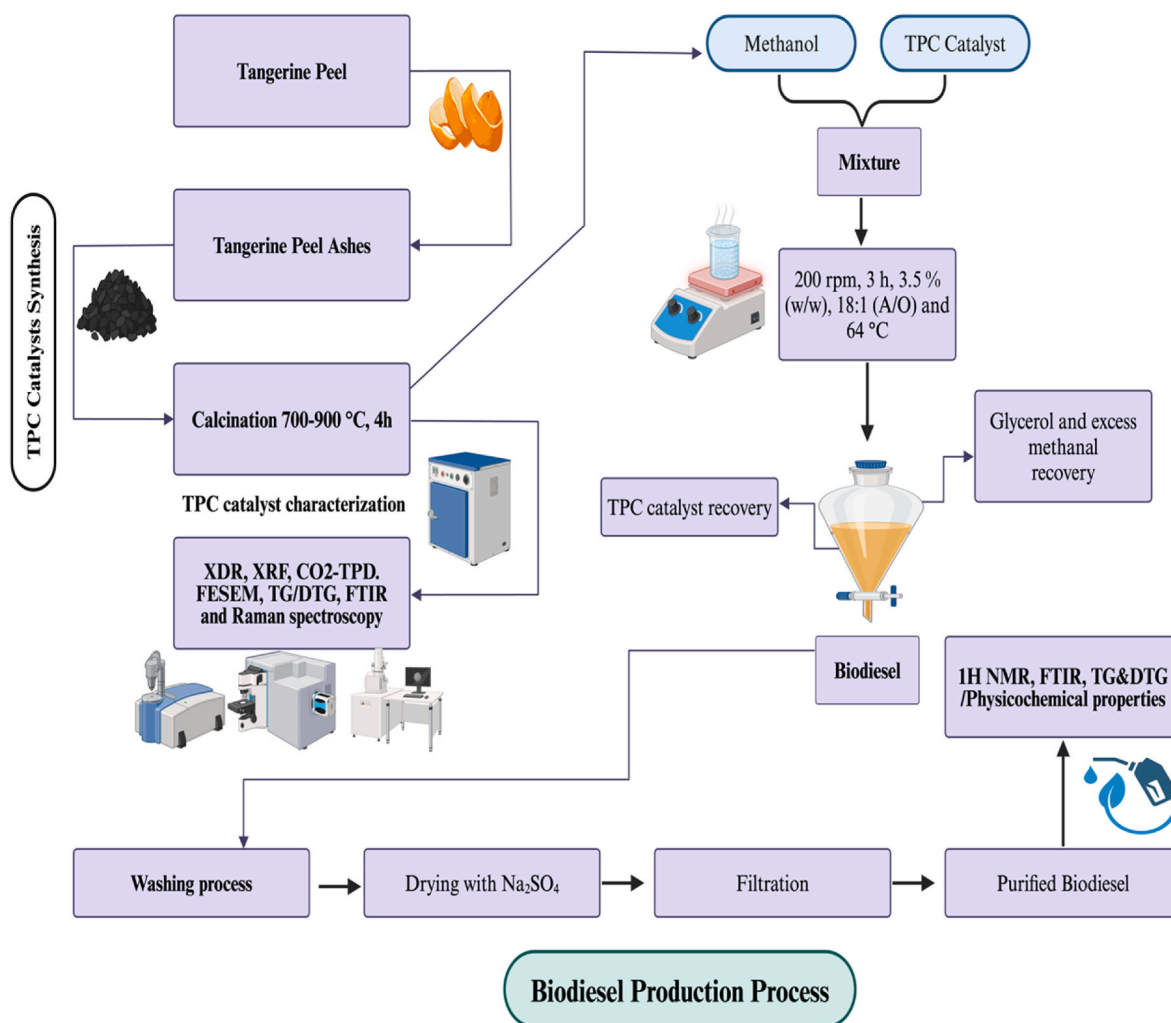 TPC Catalysts Synthesis
Tangerine Peel
Tangerine Peel Ashes
Calcination 700-900 °C, 4h
TPC catalyst characterization
XDR, XRF, CO2-TPD.
FESEM, TG/DTG, FTIR
and Raman spectroscopy
Methanol
TPC Catalyst
Mixture
200 rpm, 3 h, 3.5 %
(w/w), 18:1 (A/O) and
64 °C
Glycerol and excess
methanal
recovery
TPC catalyst recovery
Biodiesel
1H NMR, FTIR, TG&DTG
/Physicochemical properties
Washing process
Drying with Na₂SO₄
Filtration
Purified Biodiesel
Biodiesel Production Process